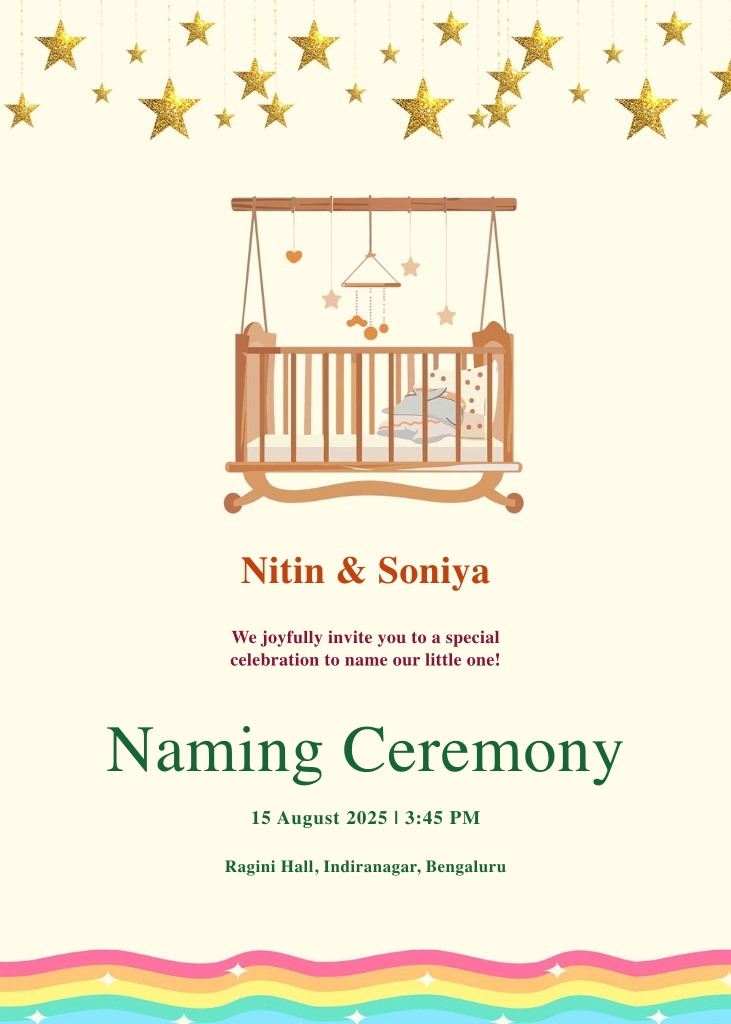 Nitin & Soniya
We joyfully invite you to a special
celebration to name our little one!
Naming Ceremony
15 August 2025 | 3:45 PM
Ragini Hall, Indiranagar, Bengaluru